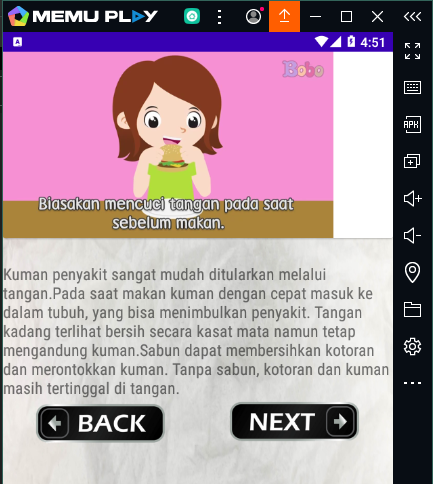 MEMU PLAY
A
4:51
Bobo
Biasakan mencuci tangan pada saat
sebelum makan.
APK
Kuman penyakit sangat mudah ditularkan melalui
tangan.Pada saat makan kuman dengan cepat masuk ke
dalam tubuh, yang bisa menimbulkan penyakit. Tangan
kadang terlihat bersih secara kasat mata namun tetap
mengandung kuman.Sabun dapat membersihkan kotoran
dan merontokkan kuman. Tanpa sabun, kotoran dan kuman
masih tertinggal di tangan.
BACK
NEXT